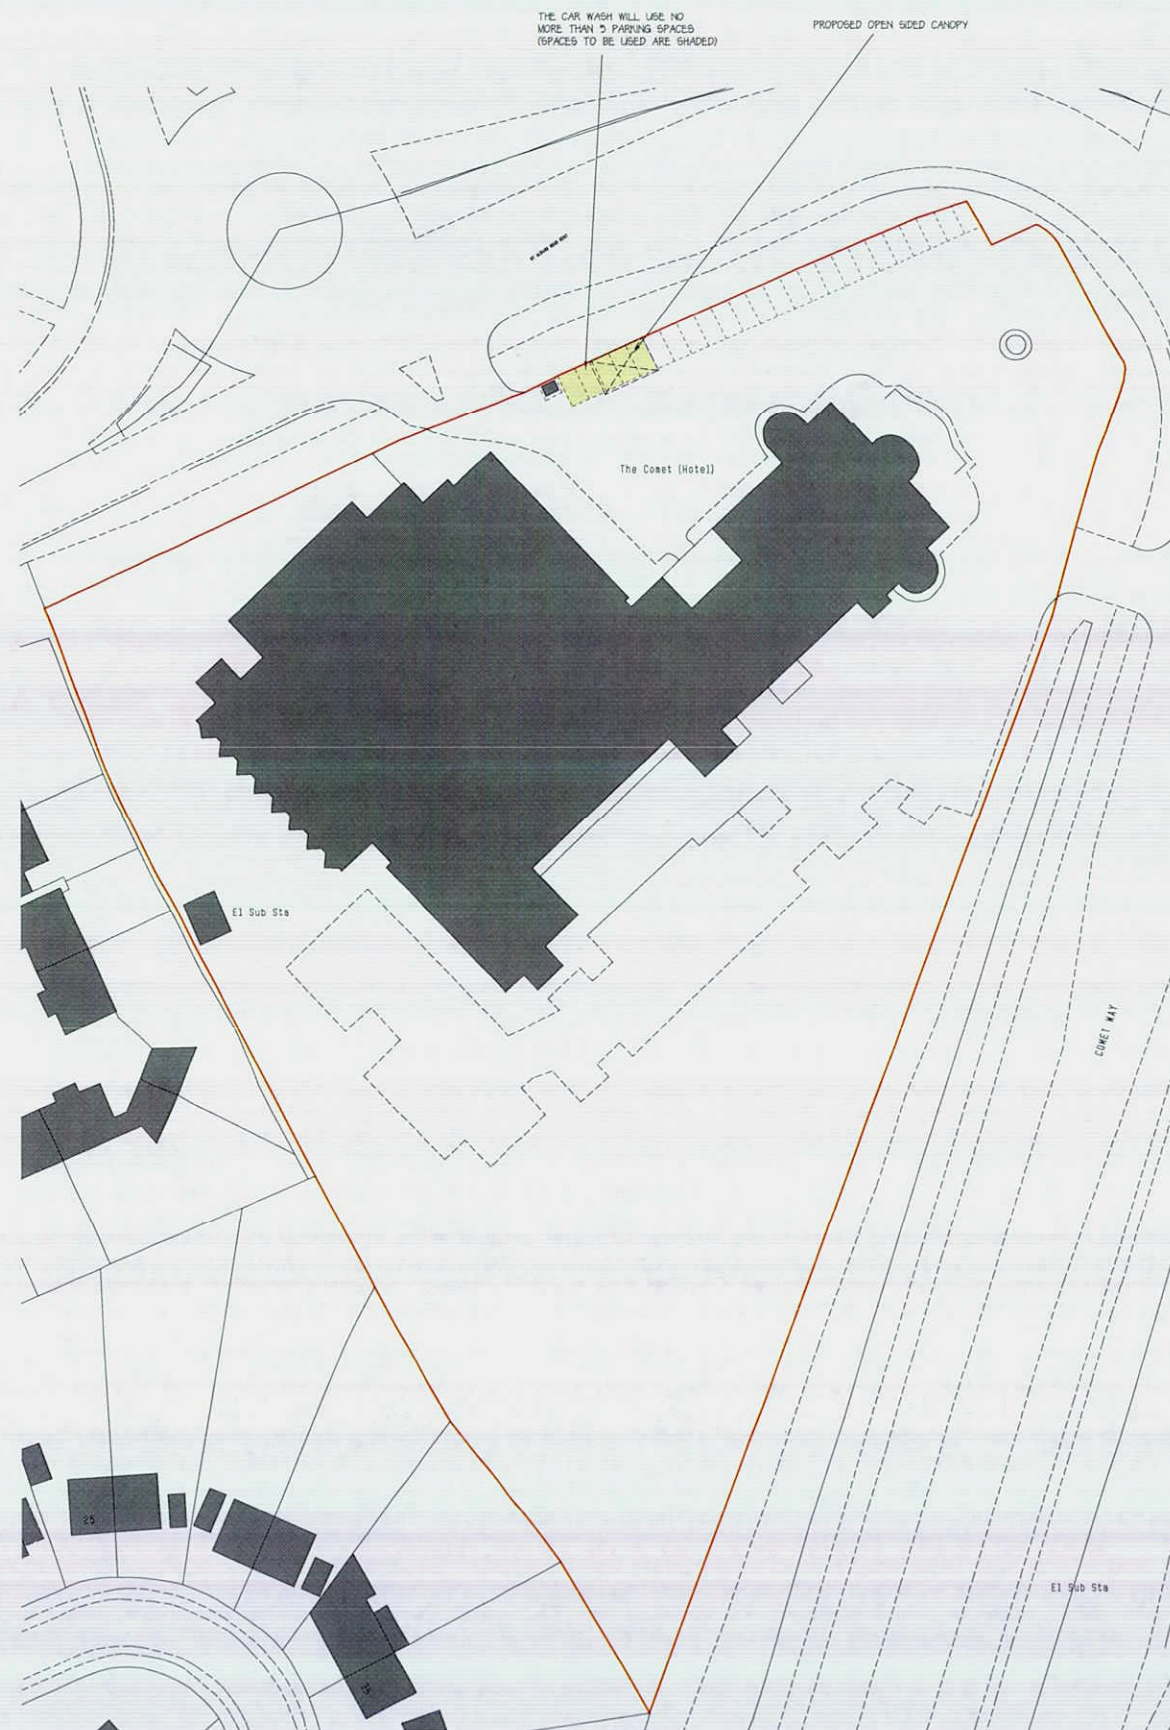 THE CAR WASH WILL USE NO
MORE THAN 5 PARKING SPACES
(SPACES TO BE USED ARE SHADED)
PROPOSED OPEN SIDED CANOPY
The Comet (Hotel)
El Sub Sta
COMET WAY
25
El Sub Sta